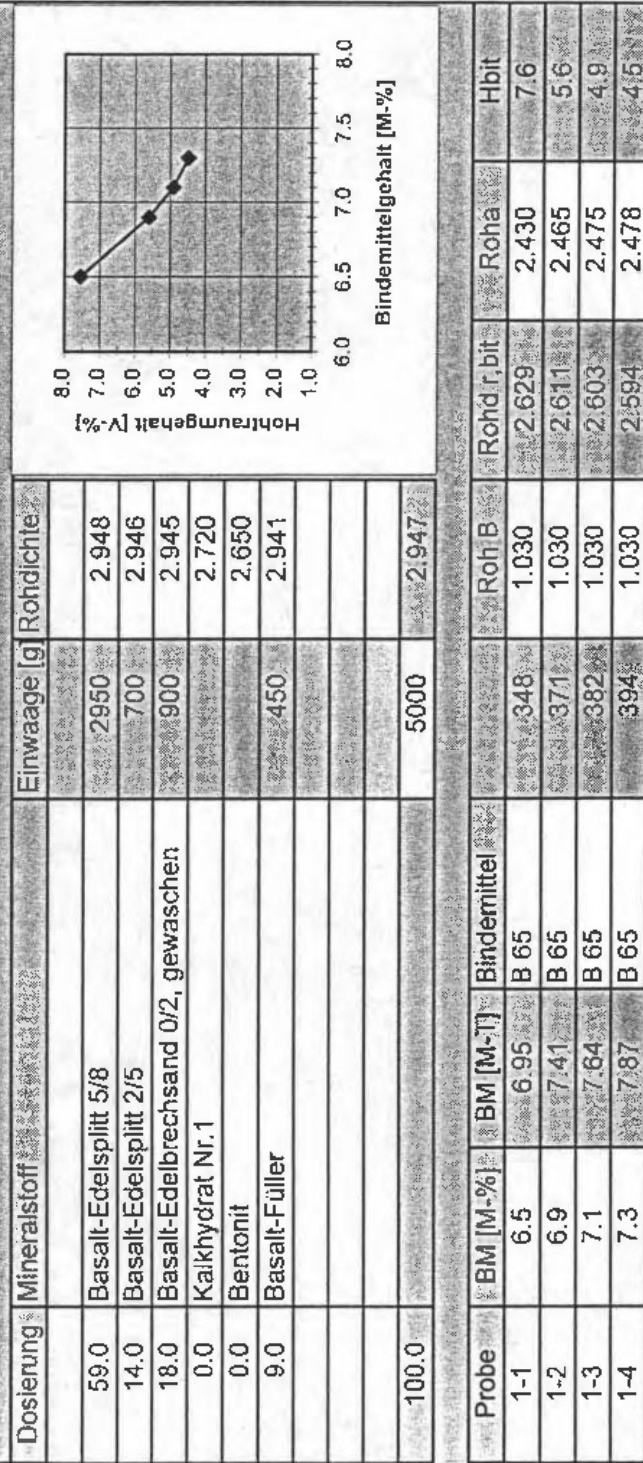 Dosierung Mineralstoff Einwaage [g] Rohdichte
59.0 Basalt-Edelsplitt 5/8 2950 2.948
14.0 Basalt-Edelsplitt 2/5 700 2.946
18.0 Basalt-Edelbrechsand 0/2, gewaschen 900 2.945
0.0 Kalkhydrat Nr.1 2.720
0.0 Bentonit 2.650
9.0 Basalt-Füller 450 2.941
100.0 5000 2.947
Hohlraumgehalt [V-%]
8.0
7.0
6.0
5.0
4.0
3.0
2.0
1.0
6.0 6.5 7.0 7.5 8.0
Bindemittelgehalt [M-%]
Probe BM [M-%] BM [M-T] Bindemittel Roh B Rohd r,bit Roha Hbit
1-1 6.5 6.95 B 65 348 1.030 2.629 2.430 7.6
1-2 6.9 7.41 B 65 371 1.030 2.611 2.465 5.6
1-3 7.1 7.64 B 65 382 1.030 2.603 2.475 4.9
1-4 7.3 7.87 B 65 394 1.030 2.594 2.478 4.5